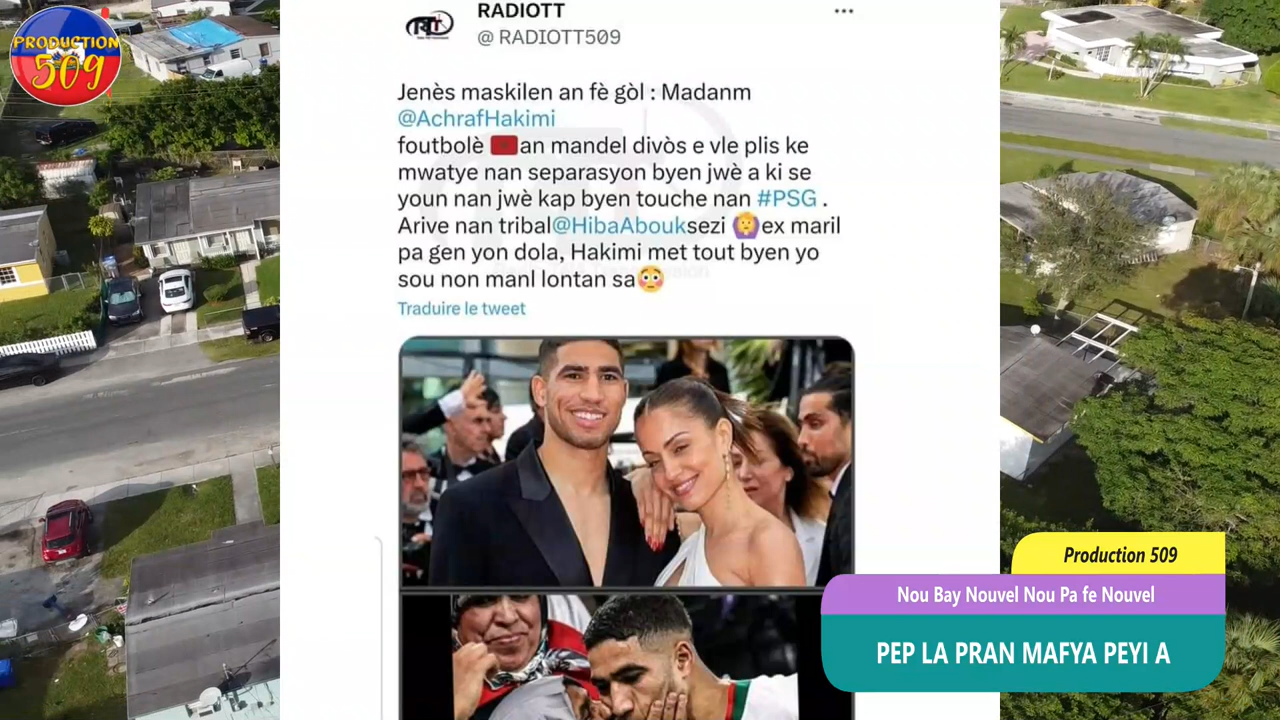 PRODUCTION
509
RADIOTT
@ RADIOTT509
Jenès maskilen an fè gòl : Madanm
@AchrafHakimi
foutbolè 🇲🇦an mandel divòs e vle plis ke
mwatye nan separasyon byen jwè a ki se
youn nan jwè kap byen touche nan #PSG .
Arive nan tribal@HibaAbouksezi 🙆‍♀️ex maril
pa gen yon dola, Hakimi met tout byen yo
sou non manl lontan sa😳
Traduire le tweet
Production 509
Nou Bay Nouvel Nou Pa fe Nouvel
PEP LA PRAN MAFYA PEYI A